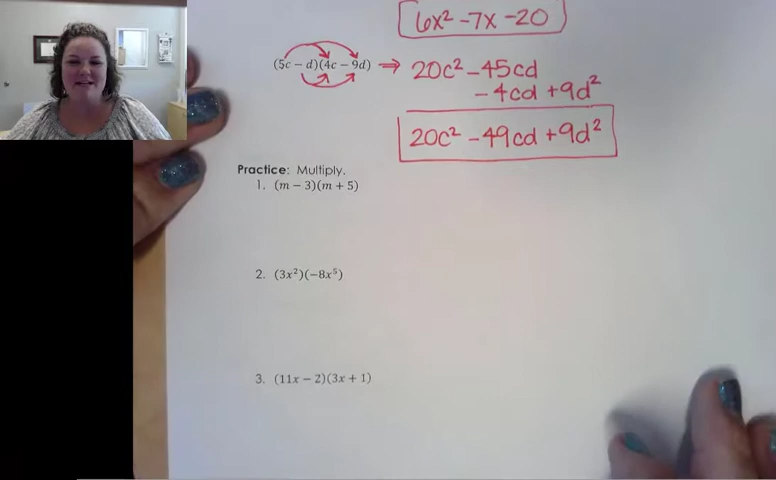 6x² -7x -20
(5c − d)(4c − 9d) ⇒ 20c² -45cd
-4cd +9d²
20c² -49cd +9d²
Practice: Multiply.
1. (m − 3)(m + 5)
2. (3x²)(−8x⁵)
3. (11x − 2)(3x + 1)